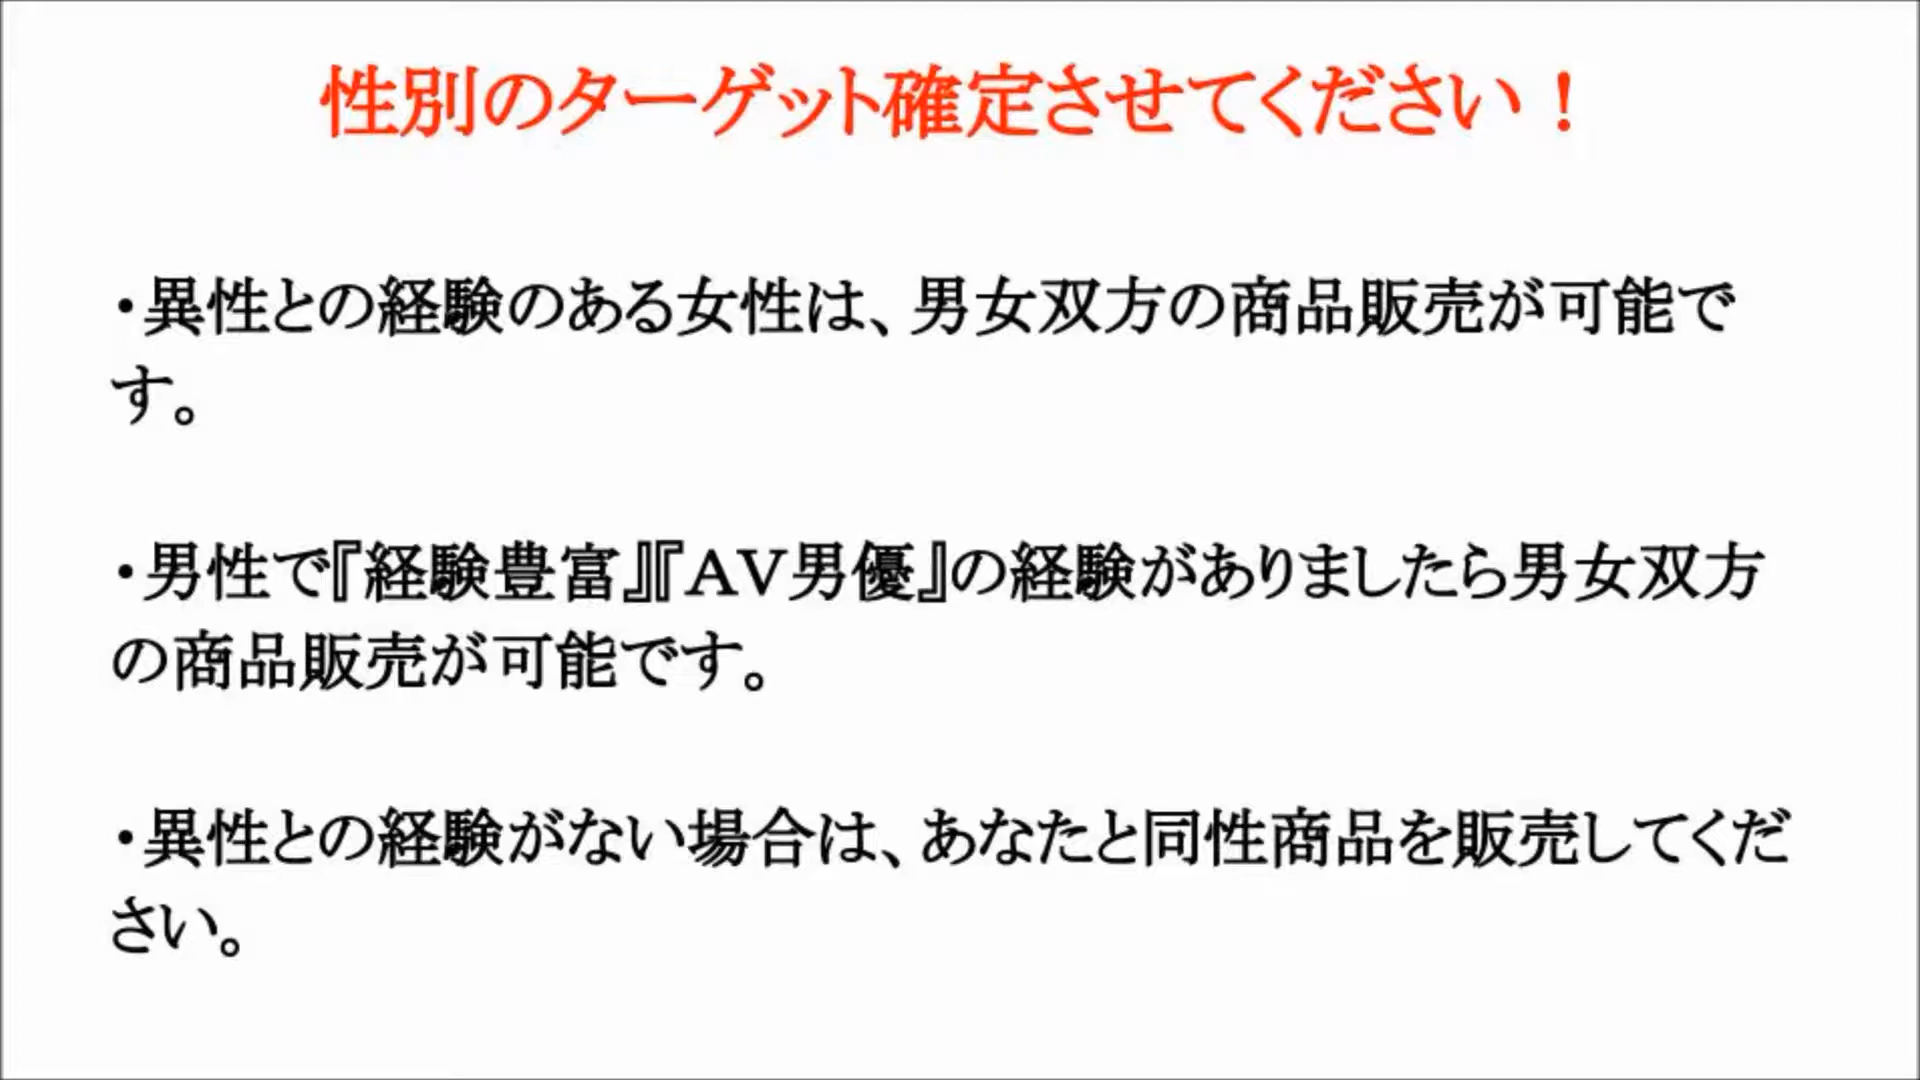 性別のターゲット確定させてください！
・異性との経験のある女性は、男女双方の商品販売が可能で
す。
・男性で『経験豊富』『AV男優』の経験がありましたら男女双方
の商品販売が可能です。
・異性との経験がない場合は、あなたと同性商品を販売してくだ
さい。